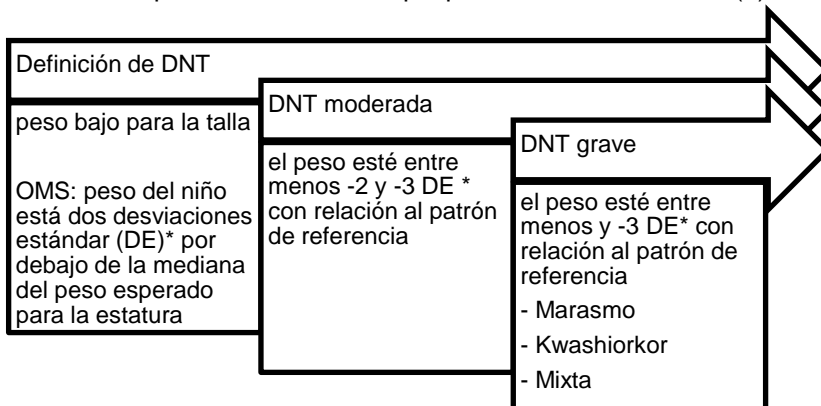 Definición de DNT
peso bajo para la talla
OMS: peso del niño
está dos desviaciones
estándar (DE)* por
debajo de la mediana
del peso esperado
para la estatura
DNT moderada
el peso esté entre
menos -2 y -3 DE *
con relación al patrón
de referencia
DNT grave
el peso esté entre
menos y -3 DE* con
relación al patrón de
referencia
- Marasmo
- Kwashiorkor
- Mixta